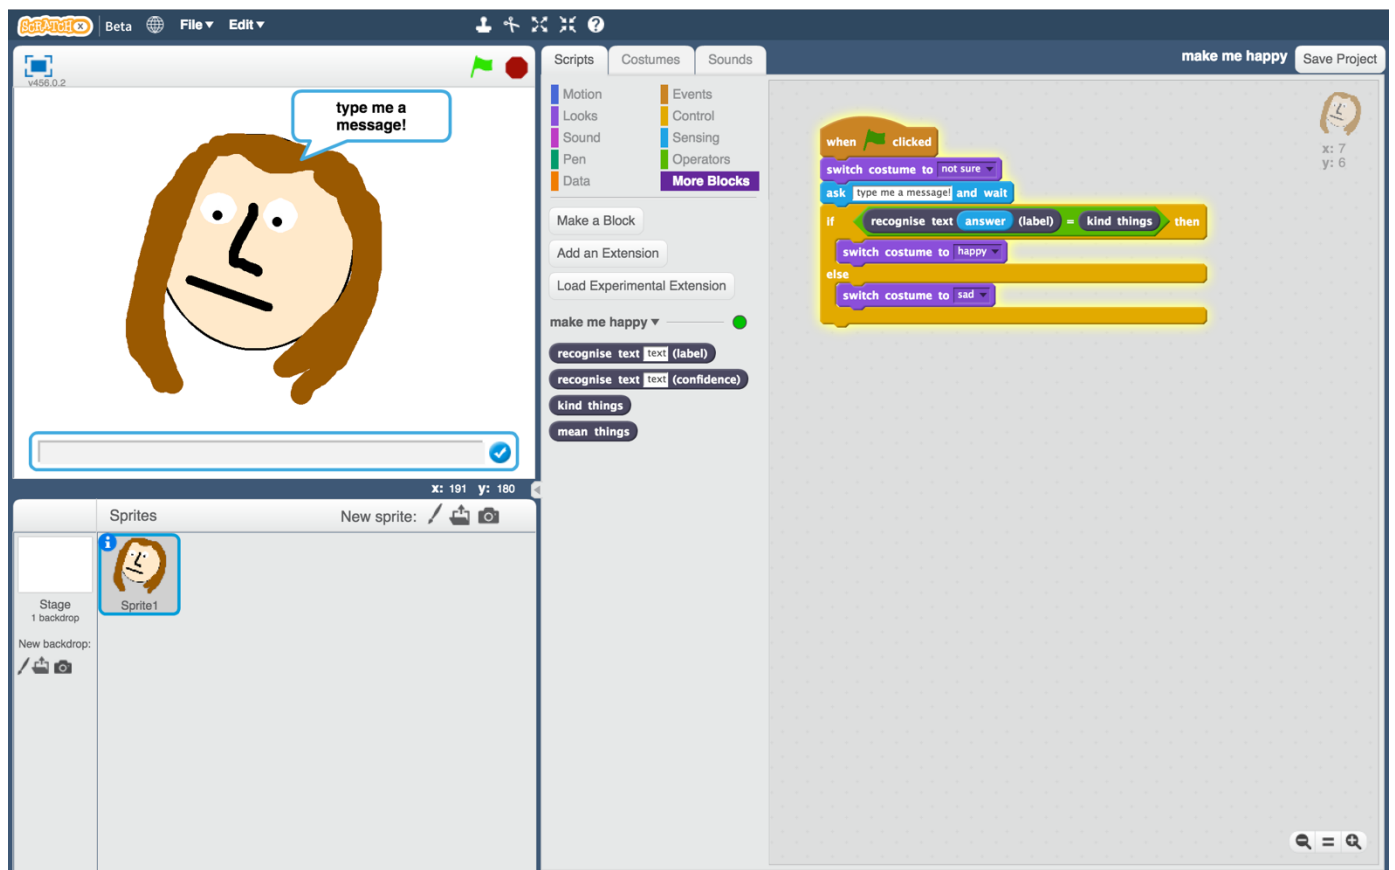 SCRATCHX Beta File Edit
v456.0.2
type me a
message!
x: 191 y: 180
Sprites New sprite:
Stage
1 backdrop
New backdrop:
Sprite1
Scripts Costumes Sounds
make me happy Save Project
Motion Events
Looks Control
Sound Sensing
Pen Operators
Data More Blocks
Make a Block
Add an Extension
Load Experimental Extension
make me happy
recognise text text (label)
recognise text text (confidence)
kind things
mean things
when clicked
switch costume to not sure
ask type me a message! and wait
if recognise text answer (label) = kind things then
switch costume to happy
else
switch costume to sad
x: 7
y: 6